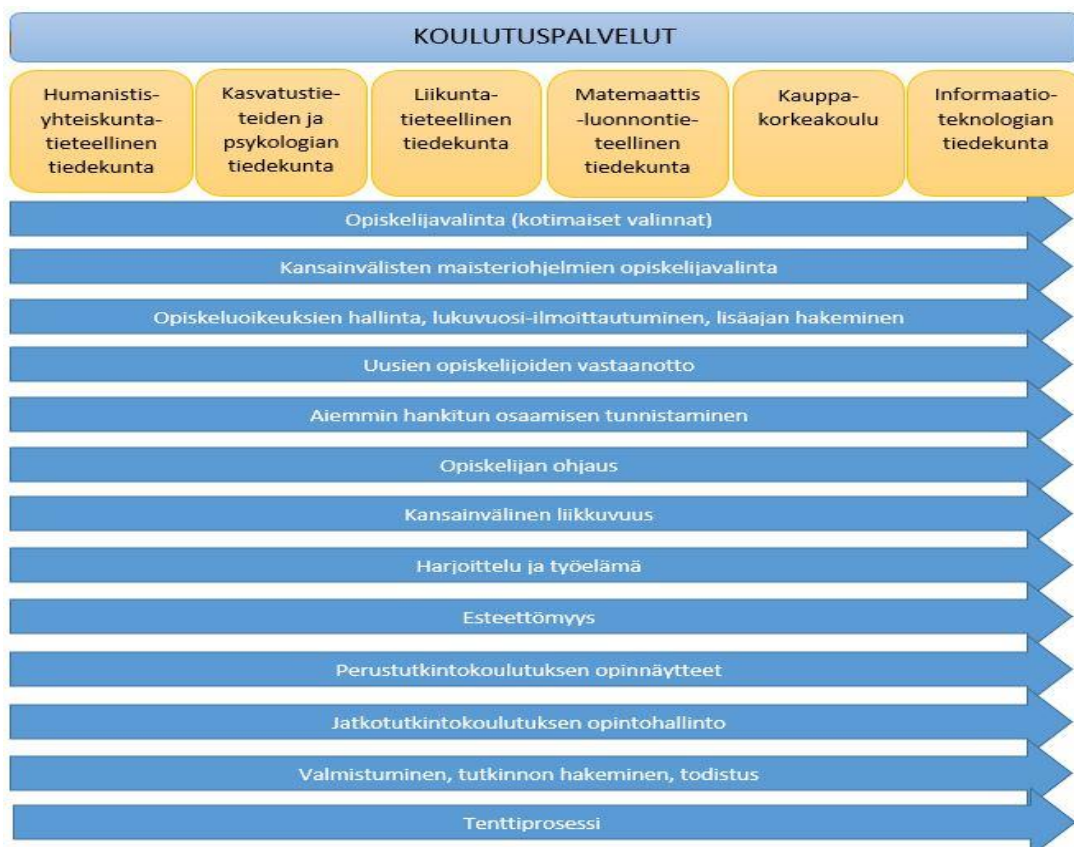 KOULUTUSPALVELUT
Humanistis-
yhteiskunta-
tieteellinen
tiedekunta
Kasvatustie-
teiden ja
psykologian
tiedekunta
Liikunta-
tieteellinen
tiedekunta
Matemaattis
-luonnontie-
teellinen
tiedekunta
Kauppa-
korkeakoulu
Informaatio-
teknologian
tiedekunta
Opiskelijavalinta (kotimaiset valinnat)
Kansainvälisten maisteriohjelmien opiskelijavalinta
Opiskeluoikeuksien hallinta, lukuvuosi-ilmoittautuminen, lisäajan hakeminen
Uusien opiskelijoiden vastaanotto
Aiemmin hankitun osaamisen tunnistaminen
Opiskelijan ohjaus
Kansainvälinen liikkuvuus
Harjoittelu ja työelämä
Esteettömyys
Perustutkintokoulutuksen opinnäytteet
Jatkotutkintokoulutuksen opintohallinto
Valmistuminen, tutkinnon hakeminen, todistus
Tenttiprosessi